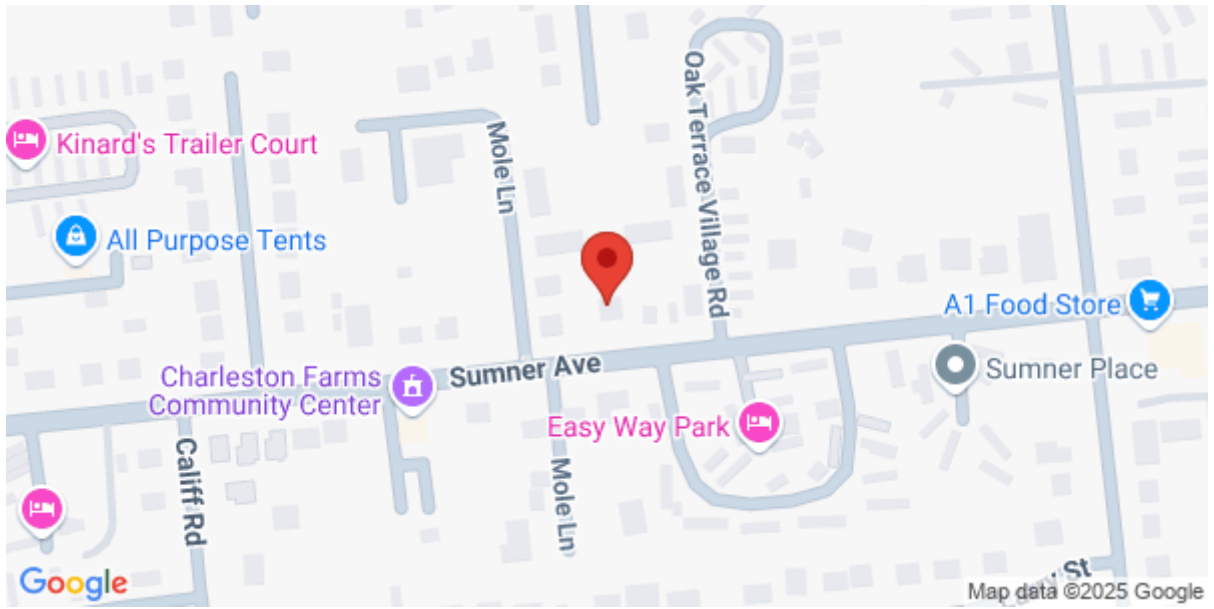 Oak Terrace Village Rd
Kinard's Trailer Court
Mole Ln
All Purpose Tents
A1 Food Store
Charleston Farms
Community Center
Sumner Ave
Sumner Place
Easy Way Park
Califf Rd
Mole Ln
St
Google
Map data ©2025 Google